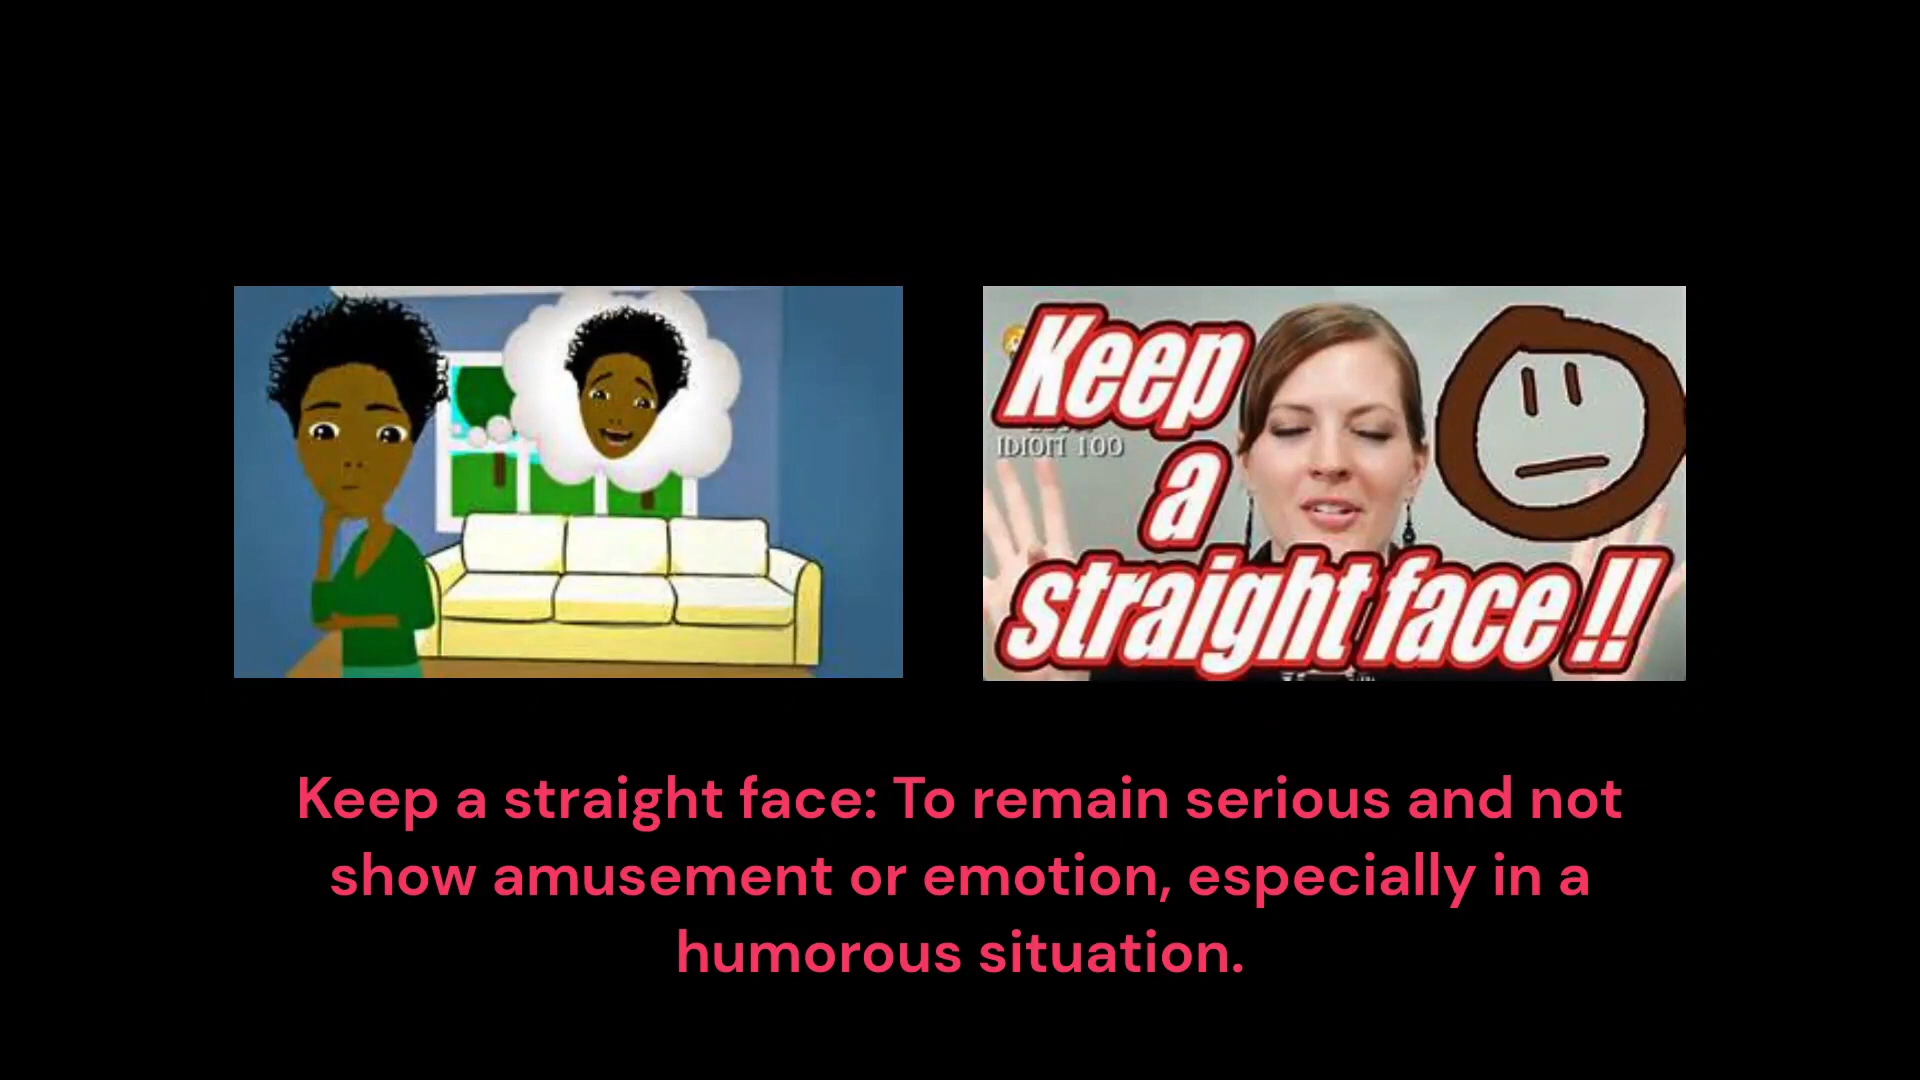 Keep
IDIOM 100
a
straight face !!
Keep a straight face: To remain serious and not
show amusement or emotion, especially in a
humorous situation.